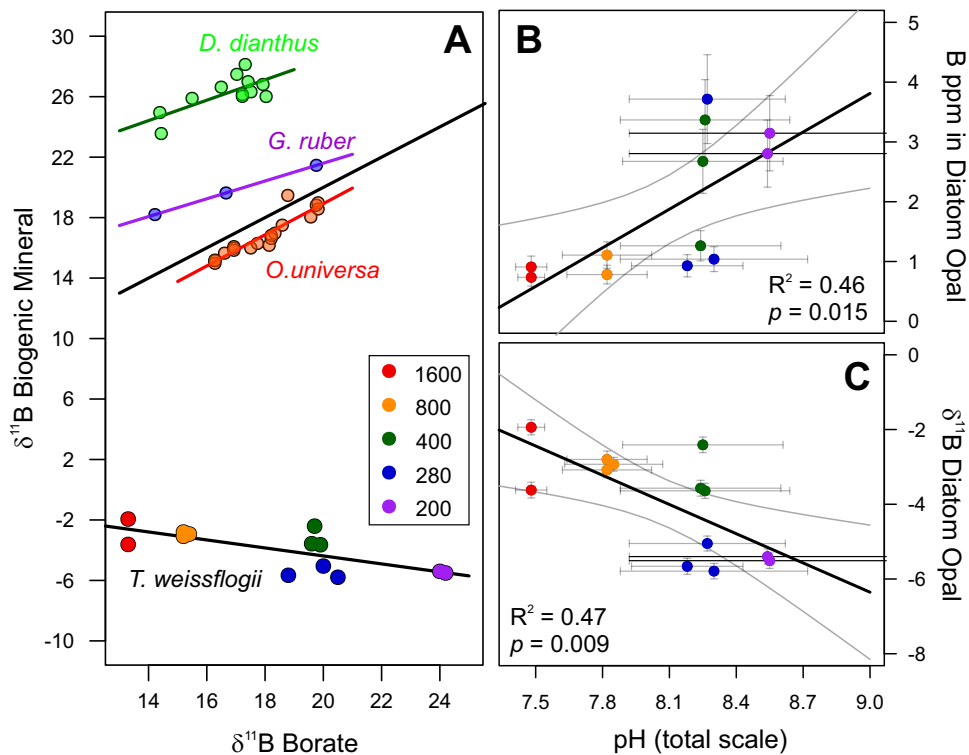 A
D. dianthus
G. ruber
O.universa
T. weissflogii
1600
800
400
280
200
δ¹¹B Biogenic Mineral
30
26
22
18
14
10
6
2
-2
-6
-10
14
16
18
20
22
24
δ¹¹B Borate
B
R² = 0.46
p = 0.015
5
4
3
2
1
0
B ppm in Diatom Opal
C
R² = 0.47
p = 0.009
0
-2
-4
-6
-8
δ¹¹B Diatom Opal
7.5
7.8
8.1
8.4
8.7
9.0
pH (total scale)